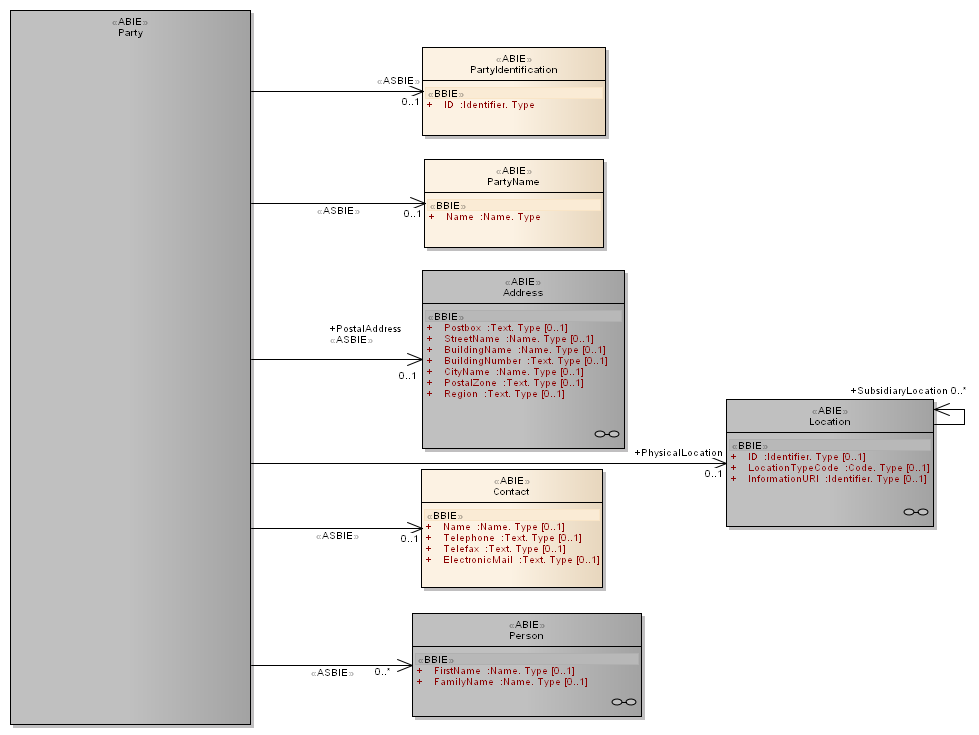 «ABIE»
Party
«ABIE»
PartyIdentification
«ASBIE»
0..1
«BBIE»
+ ID :Identifier. Type
«ABIE»
PartyName
«ASBIE»
0..1
«BBIE»
+ Name :Name. Type
«ABIE»
Address
+PostalAddress
«ASBIE»
0..1
«BBIE»
+ Postbox :Text. Type [0..1]
+ StreetName :Name. Type [0..1]
+ BuildingName :Name. Type [0..1]
+ BuildingNumber :Text. Type [0..1]
+ CityName :Name. Type [0..1]
+ PostalZone :Text. Type [0..1]
+ Region :Text. Type [0..1]
+SubsidiaryLocation 0..*
«ABIE»
Location
+PhysicalLocation
0..1
«BBIE»
+ ID :Identifier. Type [0..1]
+ LocationTypeCode :Code. Type [0..1]
+ InformationURI :Identifier. Type [0..1]
«ABIE»
Contact
«ASBIE»
0..1
«BBIE»
+ Name :Name. Type [0..1]
+ Telephone :Text. Type [0..1]
+ Telefax :Text. Type [0..1]
+ ElectronicMail :Text. Type [0..1]
«ABIE»
Person
«ASBIE»
0..*
«BBIE»
+ FirstName :Name. Type [0..1]
+ FamilyName :Name. Type [0..1]